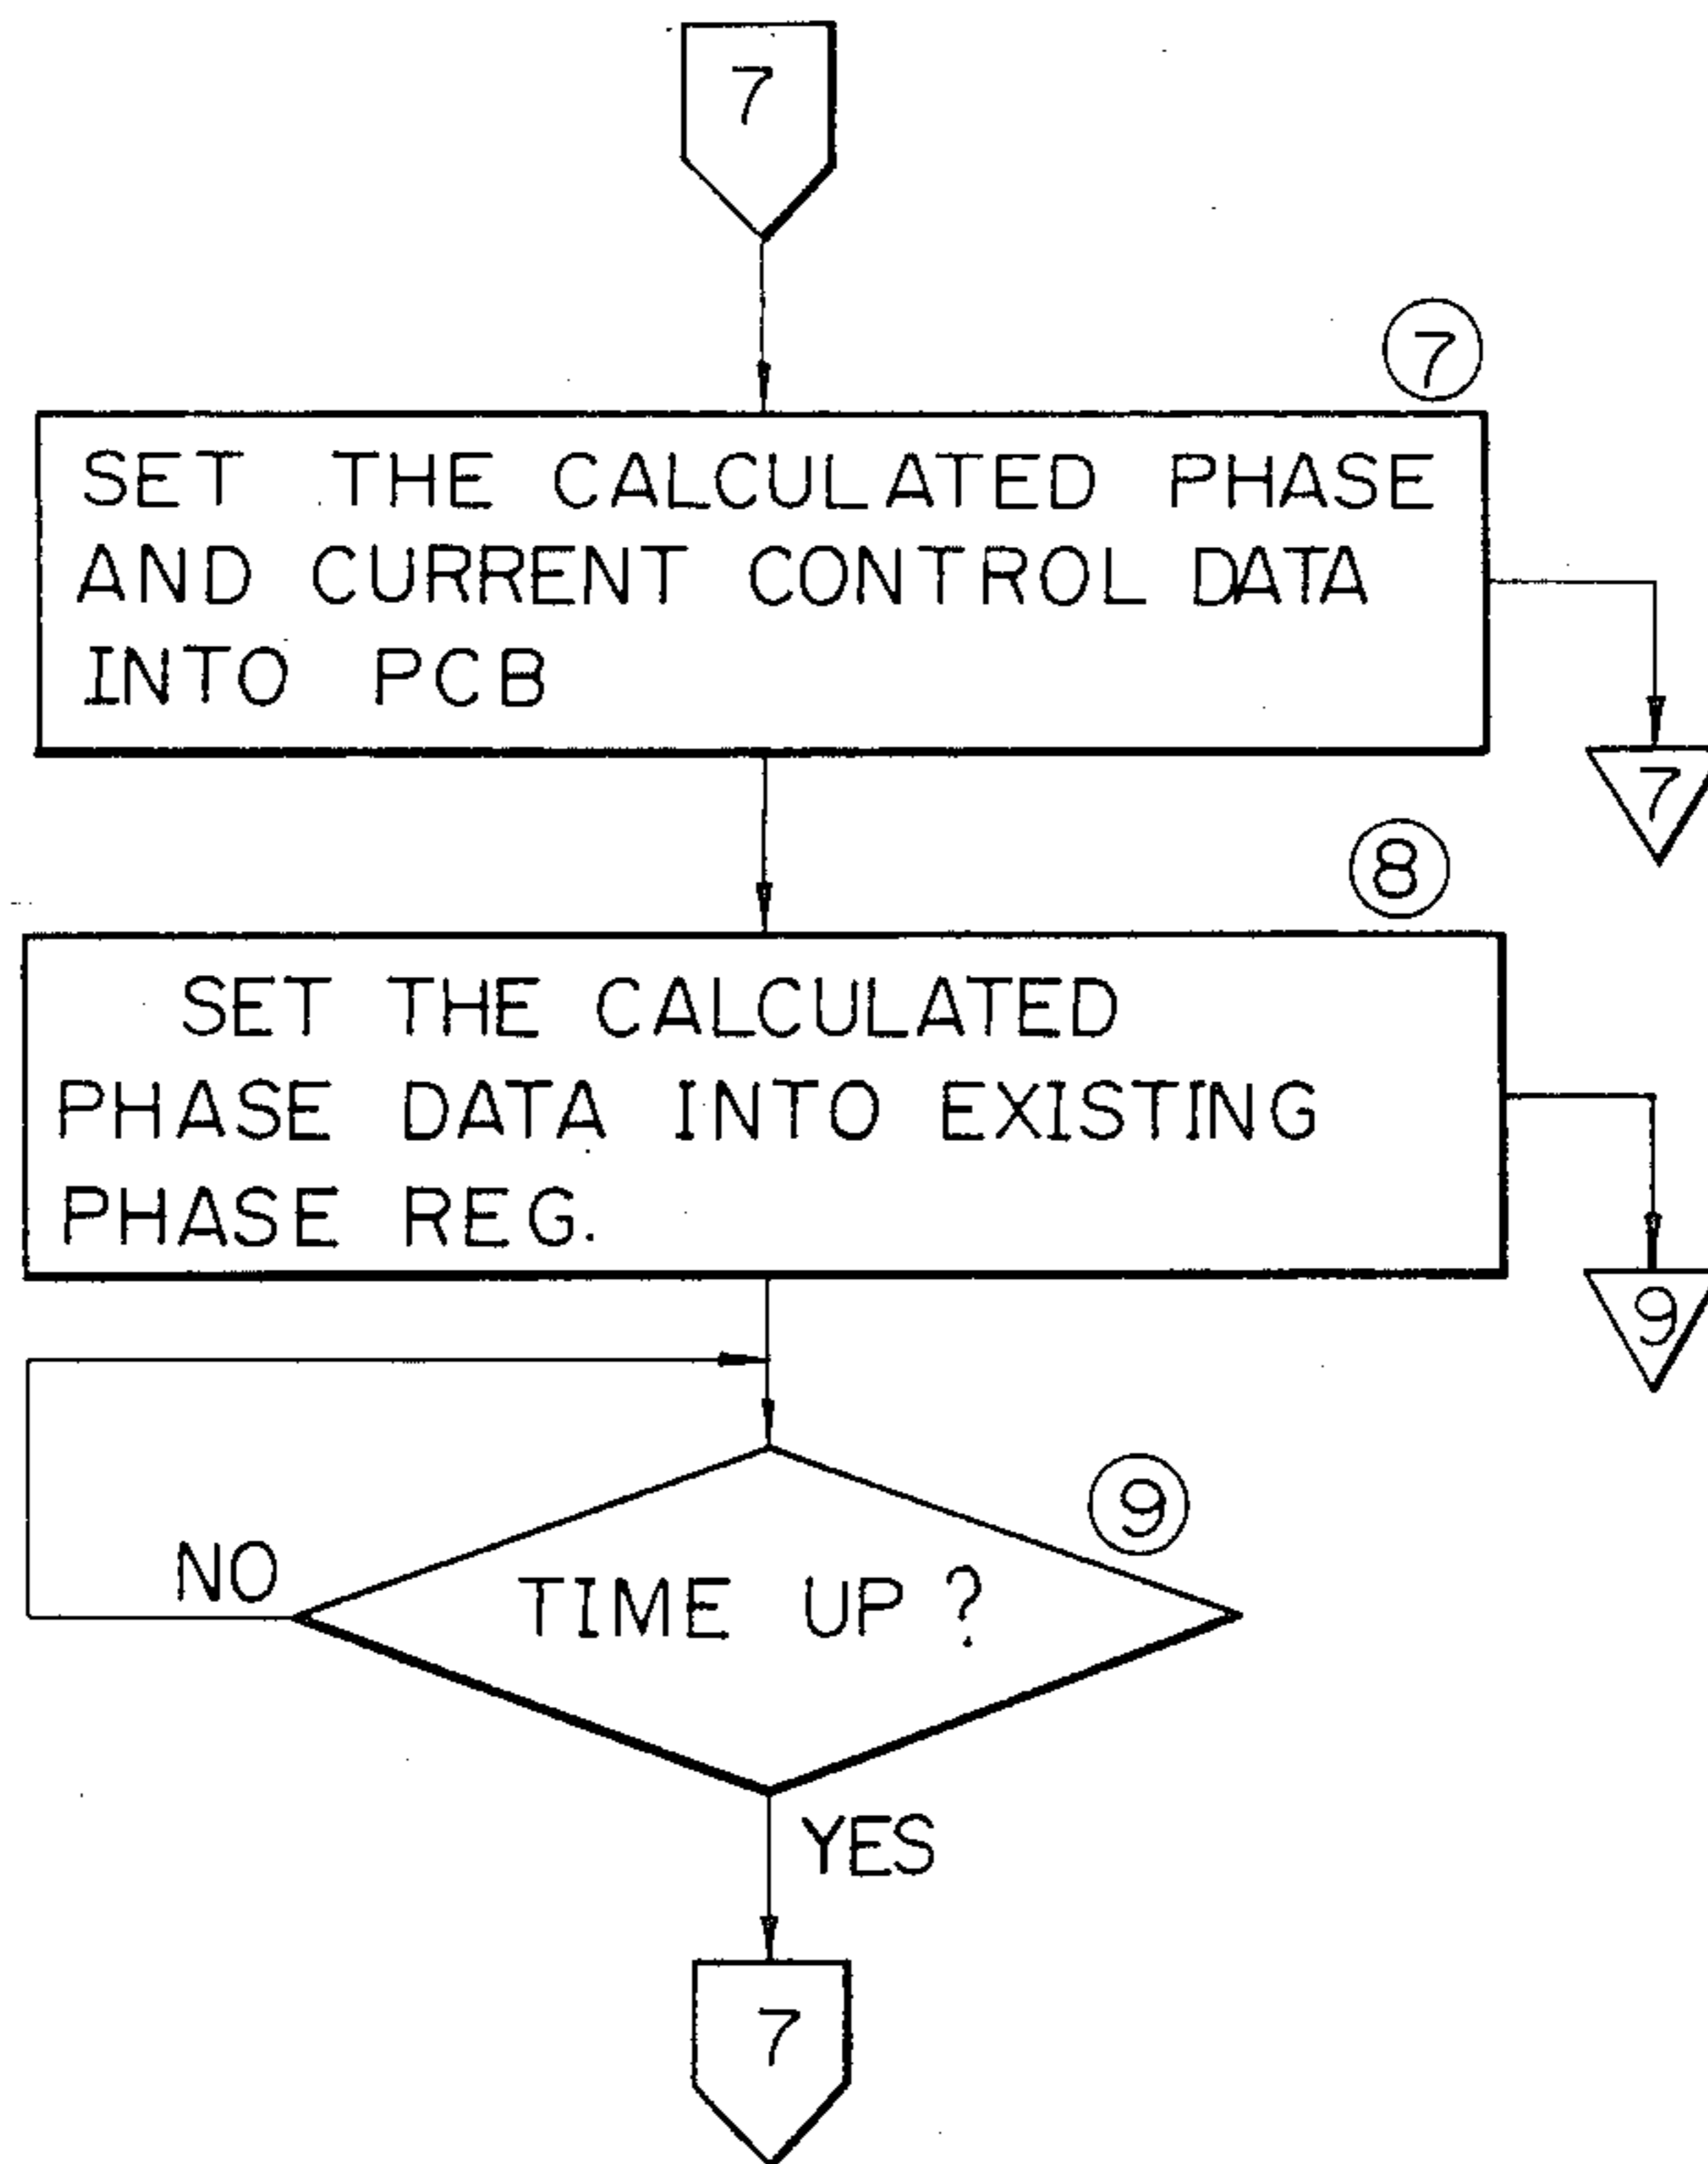 7
7
SET THE CALCULATED PHASE
AND CURRENT CONTROL DATA
INTO PCB
7
8
SET THE CALCULATED
PHASE DATA INTO EXISTING
PHASE REG.
9
9
TIME UP ?
NO
YES
7